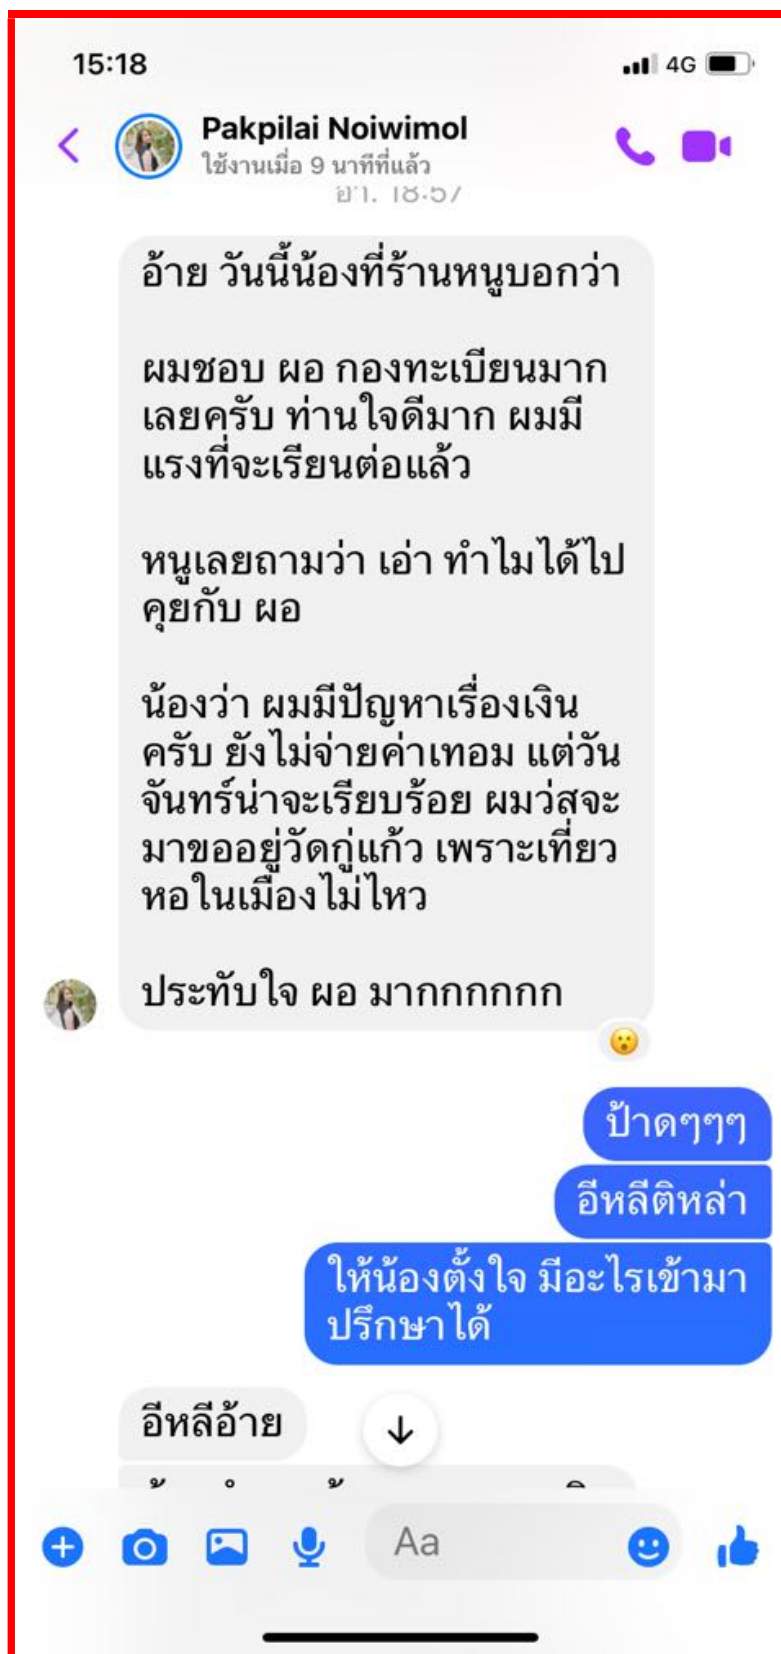 15:18
4G
Pakpilai Noiwimol
ใช้งานเมื่อ 9 นาทีที่แล้ว
อา. 18:57
อ้าย วันนี้น้องที่ร้านหนูบอกว่า
ผมชอบ ผอ กองทะเบียนมาก
เลยครับ ท่านใจดีมาก ผมมี
แรงที่จะเรียนต่อแล้ว
หนูเลยถามว่า เอ่า ทำไมได้ไป
คุยกับ ผอ
น้องว่า ผมมีปัญหาเรื่องเงิน
ครับ ยังไม่จ่ายค่าเทอม แต่วัน
จันทร์น่าจะเรียบร้อย ผมว่สจะ
มาขออยู่วัดกู่แก้ว เพราะเที่ยว
หอในเมืองไม่ไหว
ประทับใจ ผอ มากกกกกก
ป้าดๆๆๆ
อีหลีติหล่า
ให้น้องตั้งใจ มีอะไรเข้ามา
ปรึกษาได้
อีหลีอ้าย
Aa